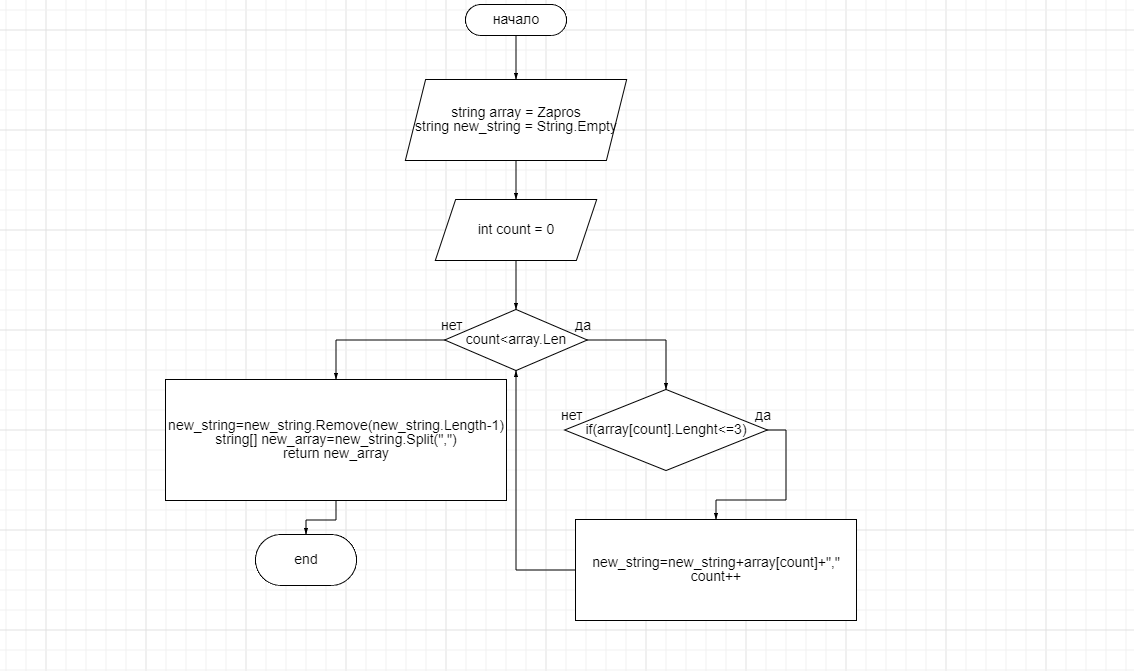 начало
string array = Zapros
string new_string = String.Empty
int count = 0
нет
да
count<array.Len
new_string=new_string.Remove(new_string.Length-1)
string[] new_array=new_string.Split(",")
return new_array
end
нет
да
if(array[count].Lenght<=3)
new_string=new_string+array[count]+","
count++